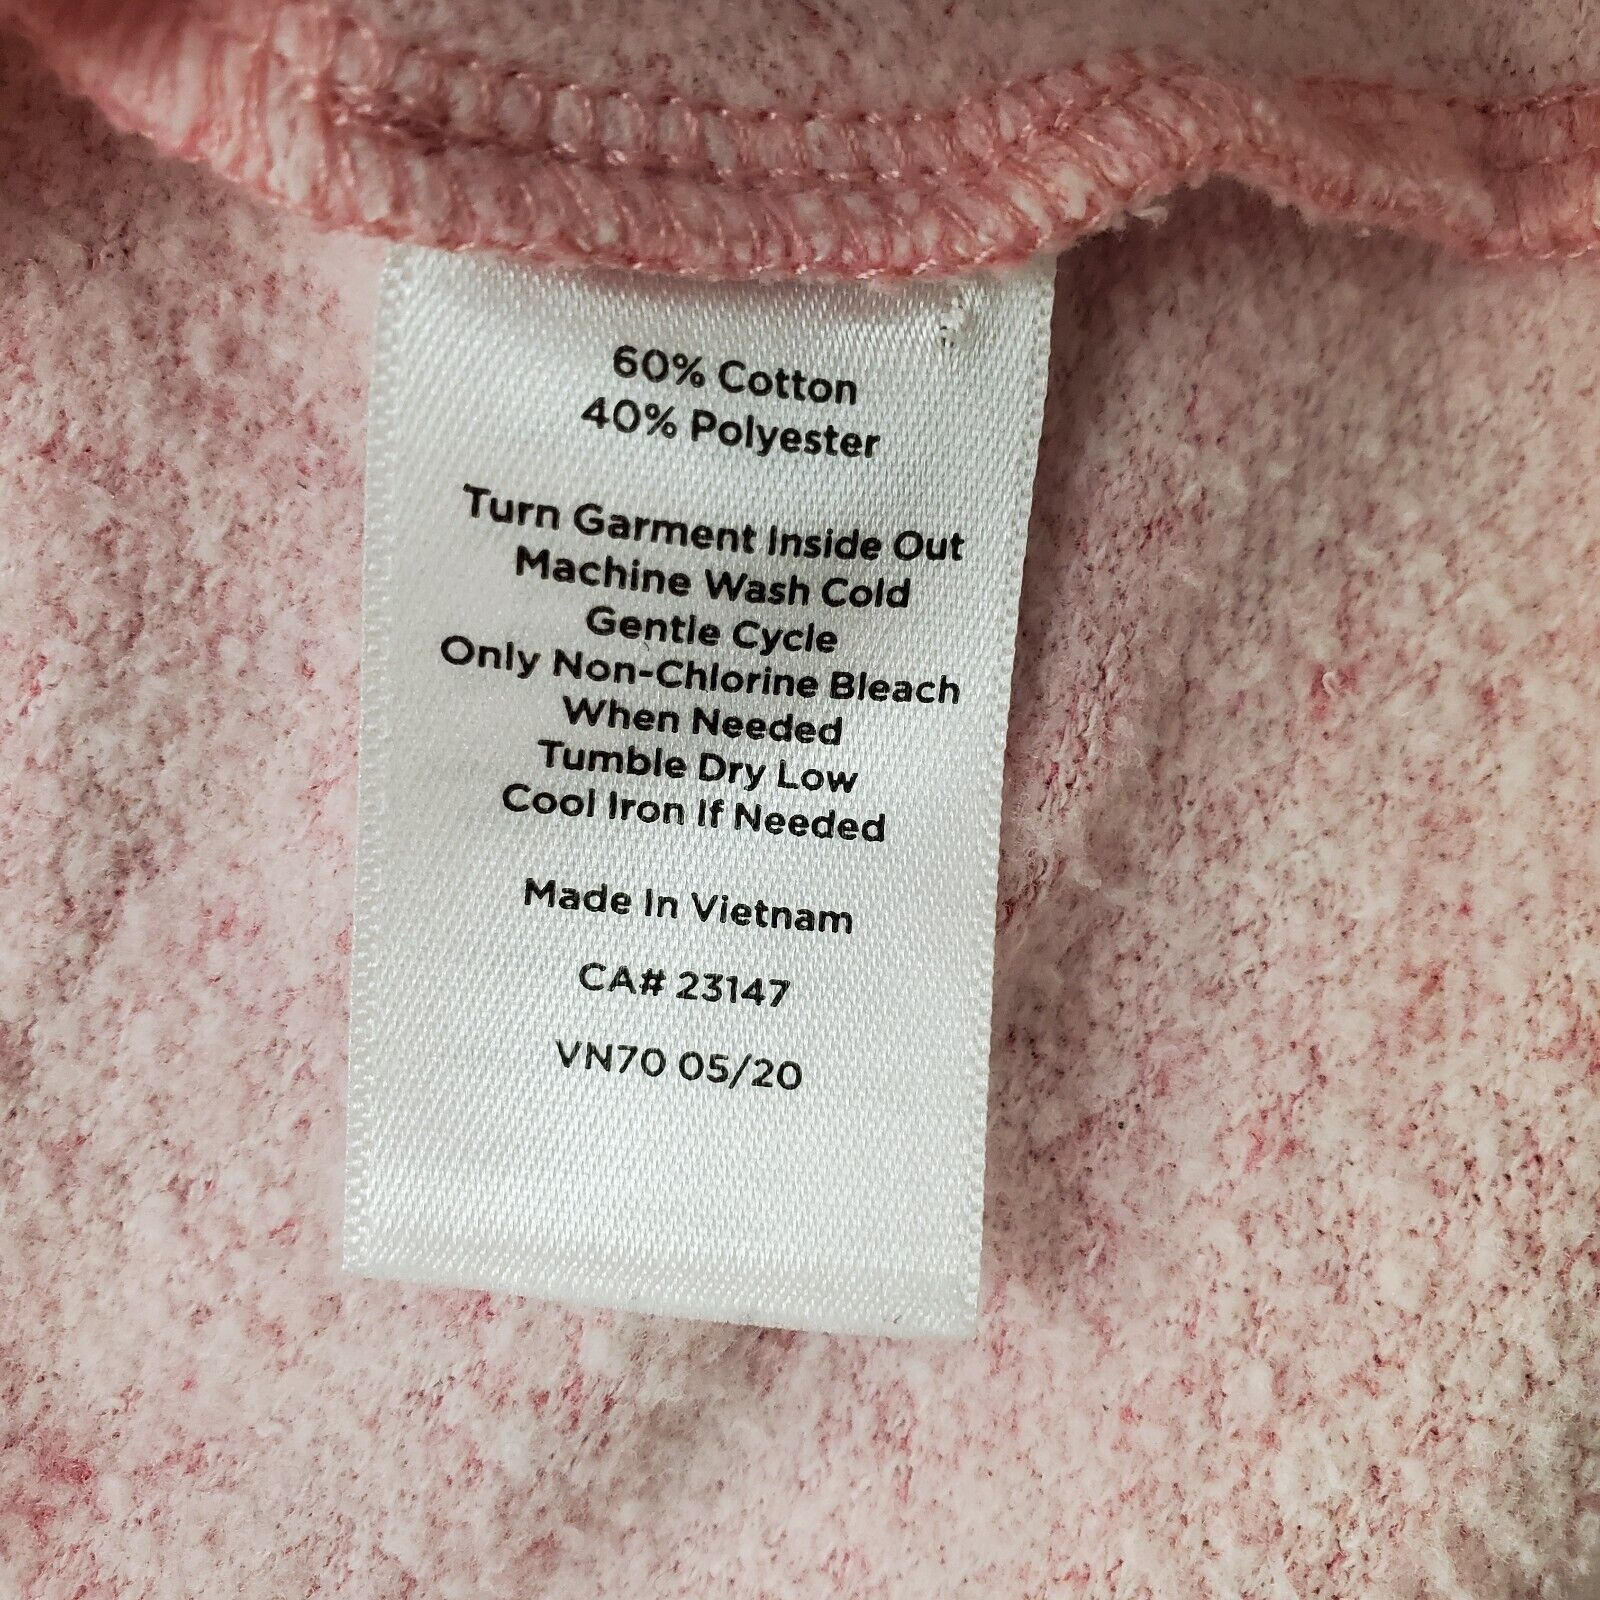 60% Cotton
40% Polyester
Turn Garment Inside Out
Machine Wash Cold
Gentle Cycle
Only Non-Chlorine Bleach
When Needed
Tumble Dry Low
Cool Iron If Needed
Made In Vietnam
CA# 23147
VN70 05/20